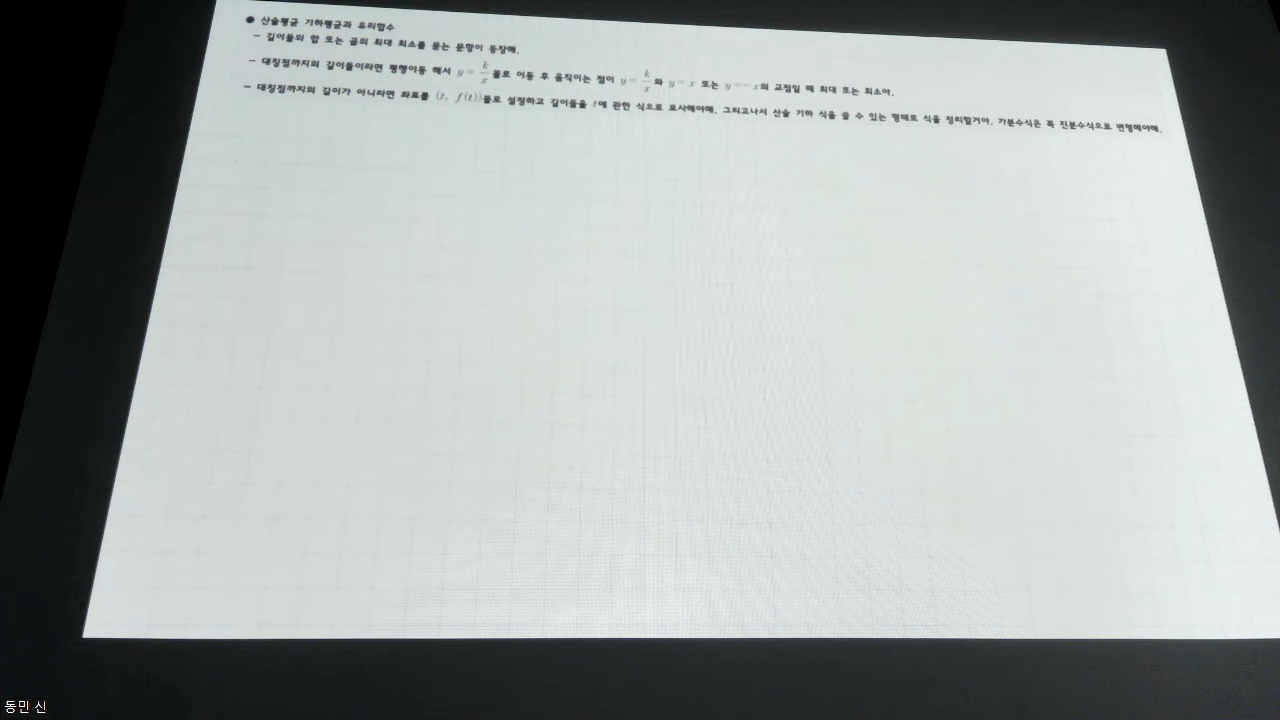 ● 산술평균 기하평균과 유리함수
- 길이들의 합 또는 곱의 최대 최소를 묻는 문항이 등장해.
- 대칭점까지의 길이들이라면 평행이동 해서 y = k/x 꼴로 이동 후 움직이는 점이 y = k/x 와 y = x 또는 y = -x의 교점일 때 최대 또는 최소야.
- 대칭점까지의 길이가 아니라면 좌표를 (t, f(t))꼴로 설정하고 길이들을 t에 관한 식으로 묘사해야해. 그리고나서 산술 기하 식을 쓸 수 있는 형태로 식을 정리할거야. 가분수식은 꼭 진분수식으로 변형해야해.
동민 신